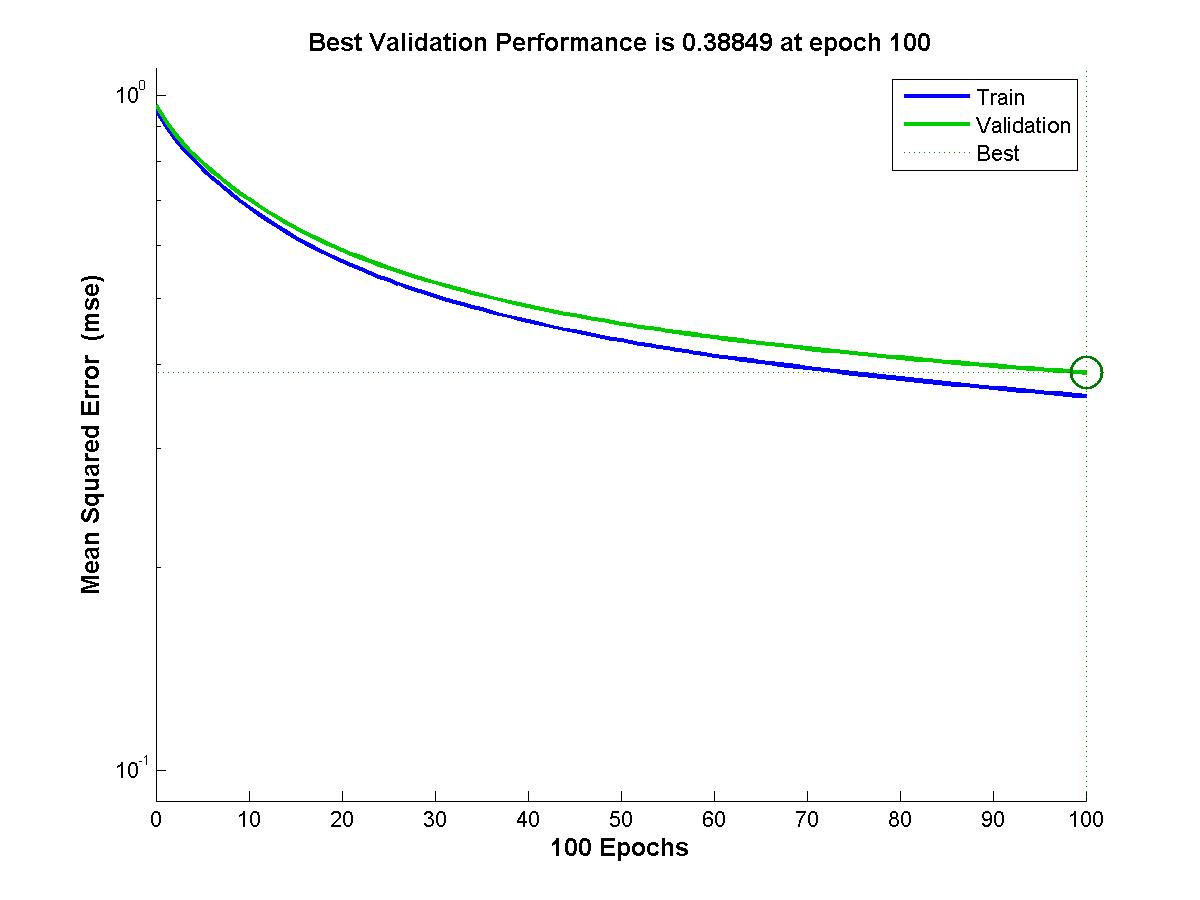 Best Validation Performance is 0.38849 at epoch 100
Train
Validation
Best
Mean Squared Error (mse)
10^0
10^-1
0 10 20 30 40 50 60 70 80 90 100
100 Epochs